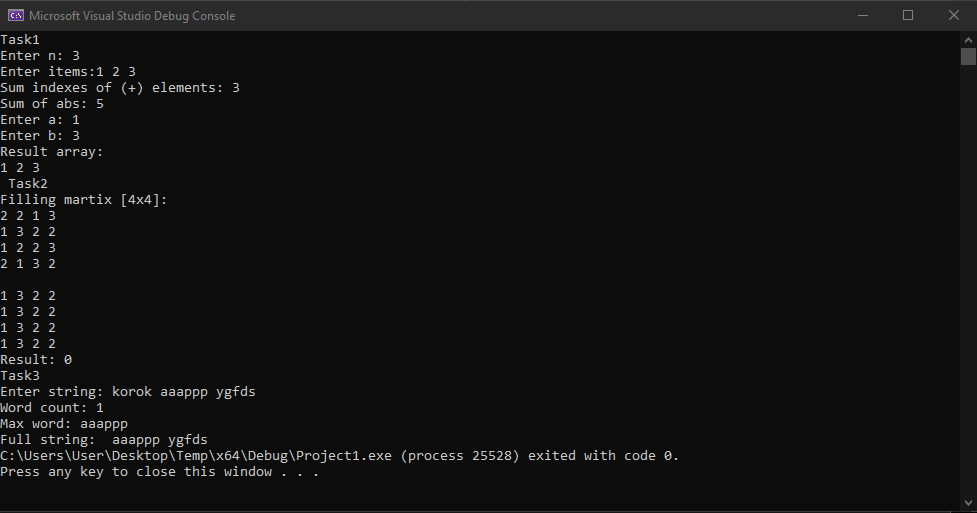 Microsoft Visual Studio Debug Console
Task1
Enter n: 3
Enter items:1 2 3
Sum indexes of (+) elements: 3
Sum of abs: 5
Enter a: 1
Enter b: 3
Result array:
1 2 3
 Task2
Filling martix [4x4]:
2 2 1 3
1 3 2 2
1 2 2 3
2 1 3 2

1 3 2 2
1 3 2 2
1 3 2 2
1 3 2 2
Result: 0
Task3
Enter string: korok aaappp ygfds
Word count: 1
Max word: aaappp
Full string:  aaappp ygfds
C:\Users\User\Desktop\Temp\x64\Debug\Project1.exe (process 25528) exited with code 0.
Press any key to close this window . . .